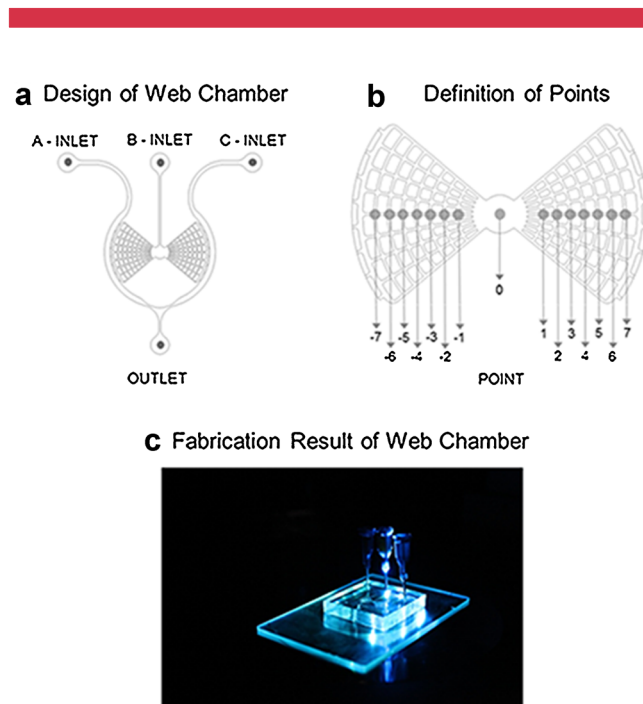 a Design of Web Chamber
A - INLET B - INLET C - INLET
OUTLET
b Definition of Points
0
-7 -5 -3 -1 1 3 5 7
-6 -4 -2 2 4 6
POINT
c Fabrication Result of Web Chamber